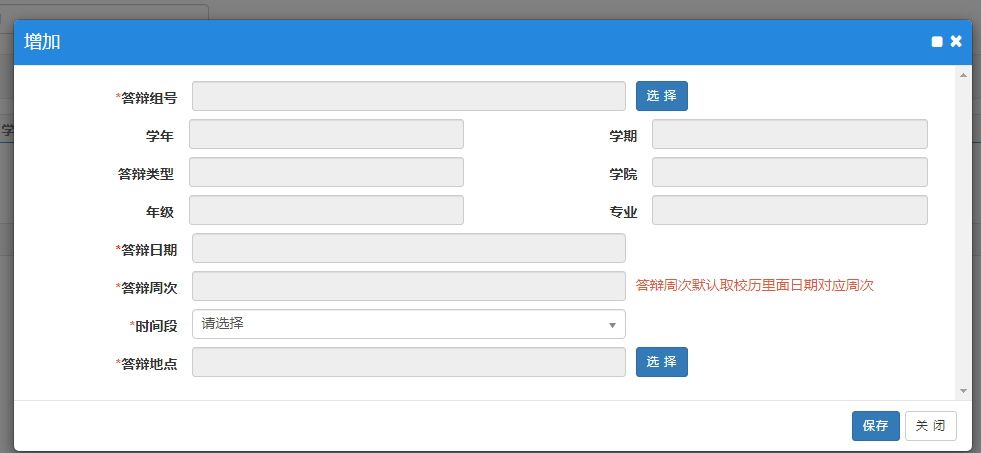 增加
*答辩组号 选 择
学年 学期
学
答辩类型 学院
年级 专业
*答辩日期
*答辩周次 答辩周次默认取校历里面日期对应周次
*时间段 请选择
*答辩地点 选 择
保存 关 闭